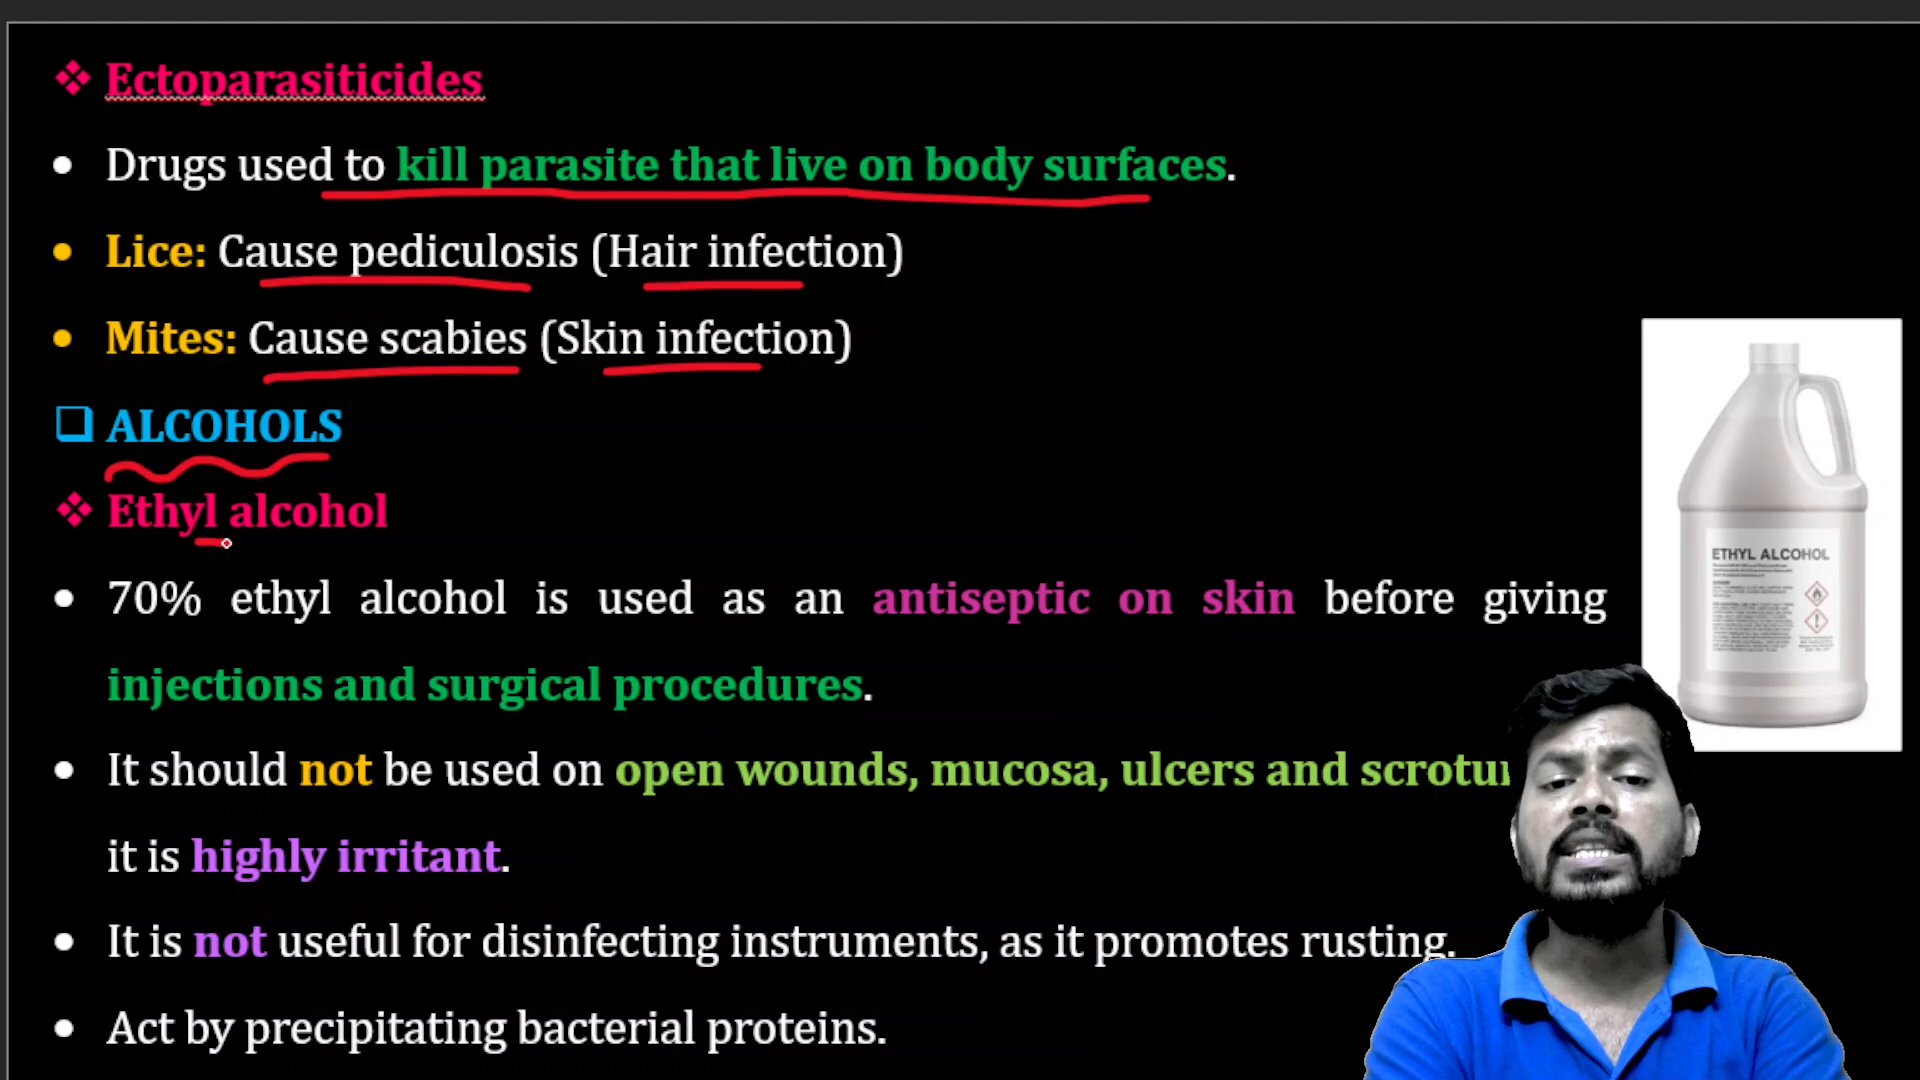 ❖ Ectoparasiticides
• Drugs used to kill parasite that live on body surfaces.
• Lice: Cause pediculosis (Hair infection)
• Mites: Cause scabies (Skin infection)
❑ ALCOHOLS
❖ Ethyl alcohol
• 70% ethyl alcohol is used as an antiseptic on skin before giving
injections and surgical procedures.
• It should not be used on open wounds, mucosa, ulcers and
it is highly irritant.
• It is not useful for disinfecting instruments, as it promotes rusting.
• Act by precipitating bacterial proteins.
ETHYL ALCOHOL